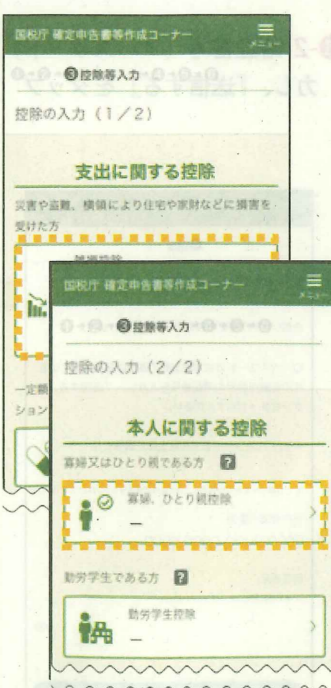 国税庁 確定申告書等作成コーナー
メニュー
❸控除等入力
控除の入力(1/2)
支出に関する控除
災害や盗難、横領により住宅や家財などに損害を
受けた方
一定額
ション
国税庁 確定申告書等作成コーナー
メニュー
❸控除等入力
控除の入力(2/2)
本人に関する控除
寡婦又はひとり親である方 ?
寡婦、ひとり親控除
–
勤労学生である方 ?
勤労学生控除
–